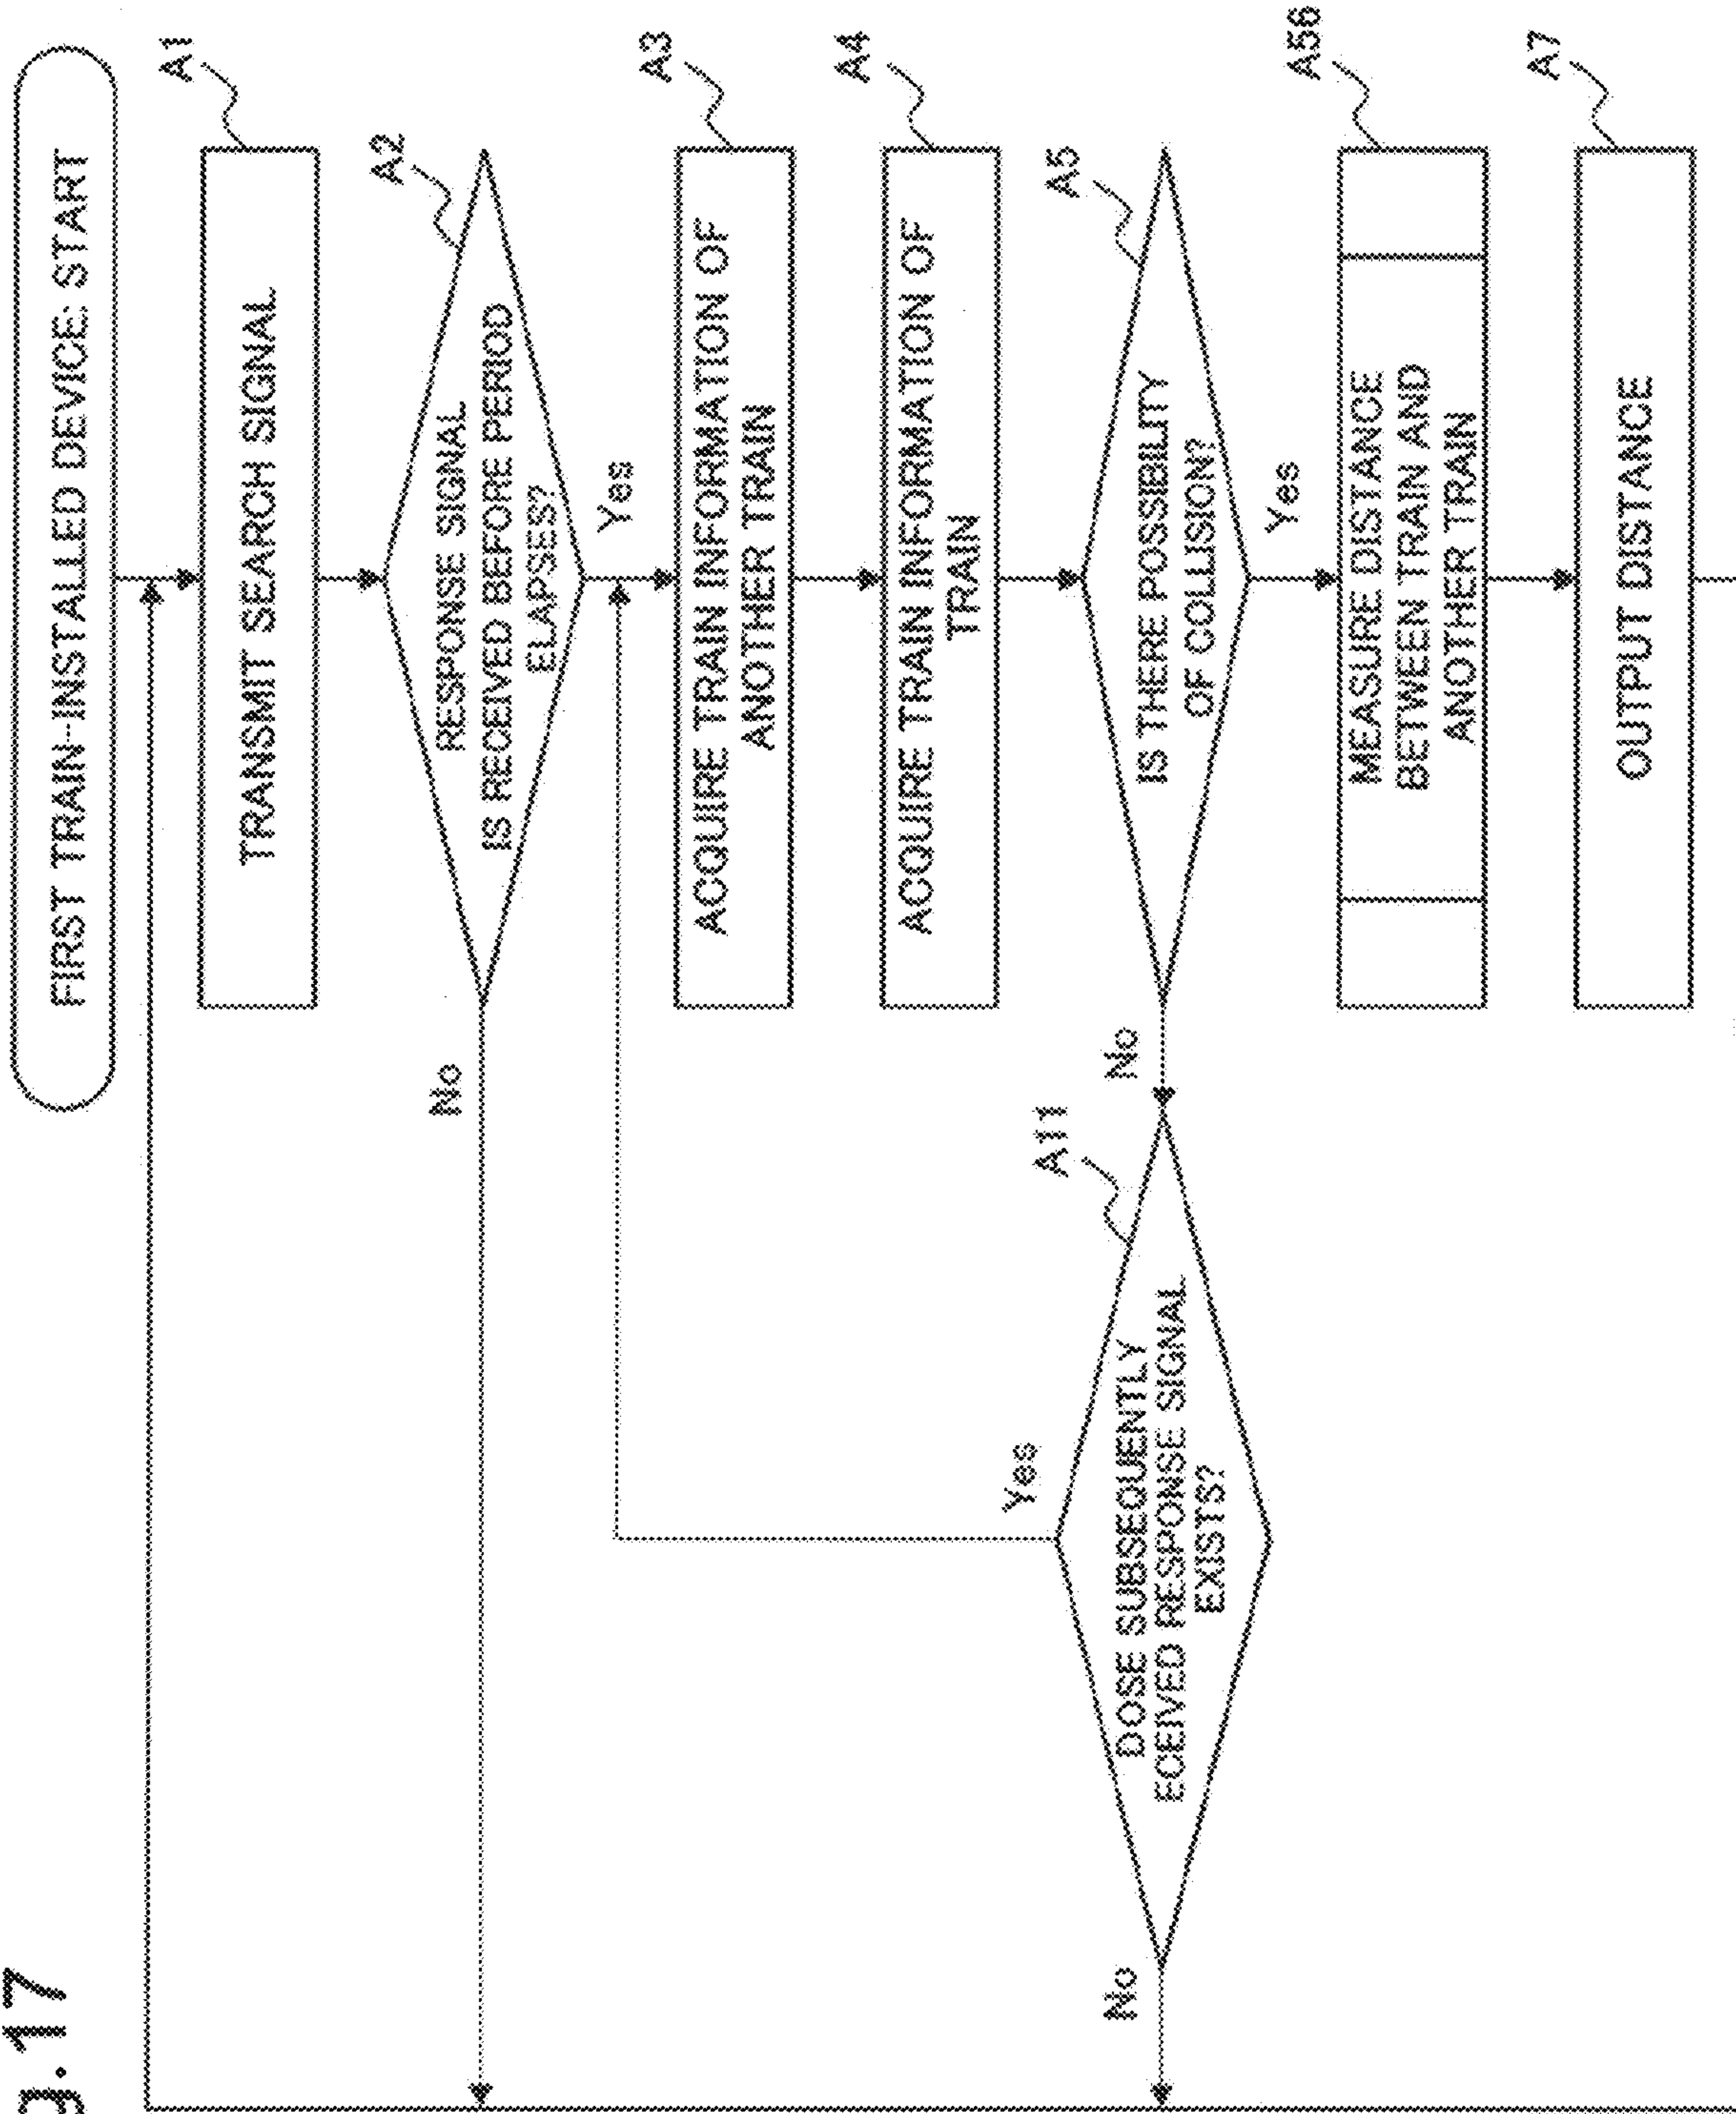 g.17
FIRST TRAIN-INSTALLED DEVICE: START
A1
TRANSMIT SEARCH SIGNAL
A2
RESPONSE SIGNAL
IS RECEIVED BEFORE PERIOD
ELAPSES?
No
Yes
A3
ACQUIRE TRAIN INFORMATION OF
ANOTHER TRAIN
A4
ACQUIRE TRAIN INFORMATION OF
TRAIN
A5
IS THERE POSSIBILITY
OF COLLISION?
No
Yes
A11
DOSE SUBSEQUENTLY
ECEIVED RESPONSE SIGNAL
EXISTS?
Yes
No
A56
MEASURE DISTANCE
BETWEEN TRAIN AND
ANOTHER TRAIN
A7
OUTPUT DISTANCE